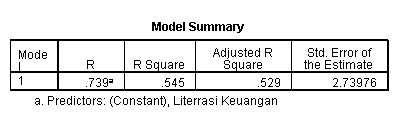 Model Summary
Mode
l R R Square Adjusted R
Square Std. Error of
the Estimate
1 .739a .545 .529 2.73976
a. Predictors: (Constant), Literrasi Keuangan